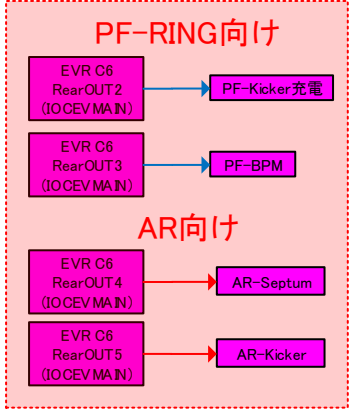 PF-RING向け
EVR C6
RearOUT2
(IOCEVMAIN)
PF-Kicker充電
EVR C6
RearOUT3
(IOCEVMAIN)
PF-BPM
AR向け
EVR C6
RearOUT4
(IOCEVMAIN)
AR-Septum
EVR C6
RearOUT5
(IOCEVMAIN)
AR-Kicker